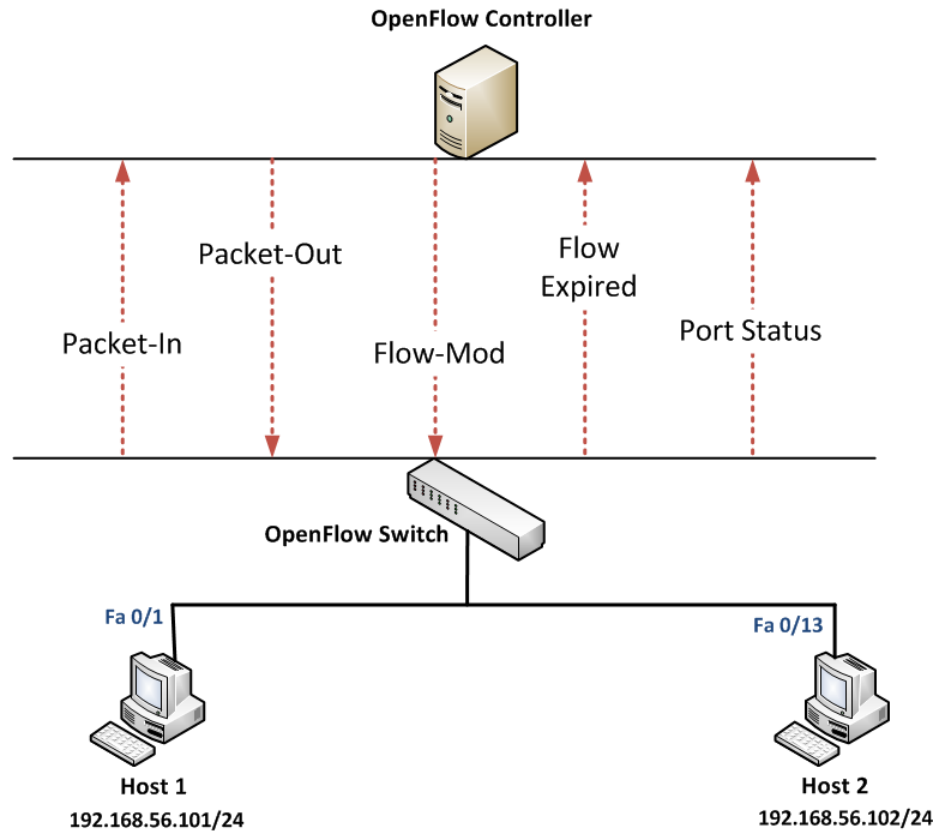 OpenFlow Controller
Packet-In
Packet-Out
Flow-Mod
Flow
Expired
Port Status
OpenFlow Switch
Fa 0/1
Fa 0/13
Host 1
192.168.56.101/24
Host 2
192.168.56.102/24